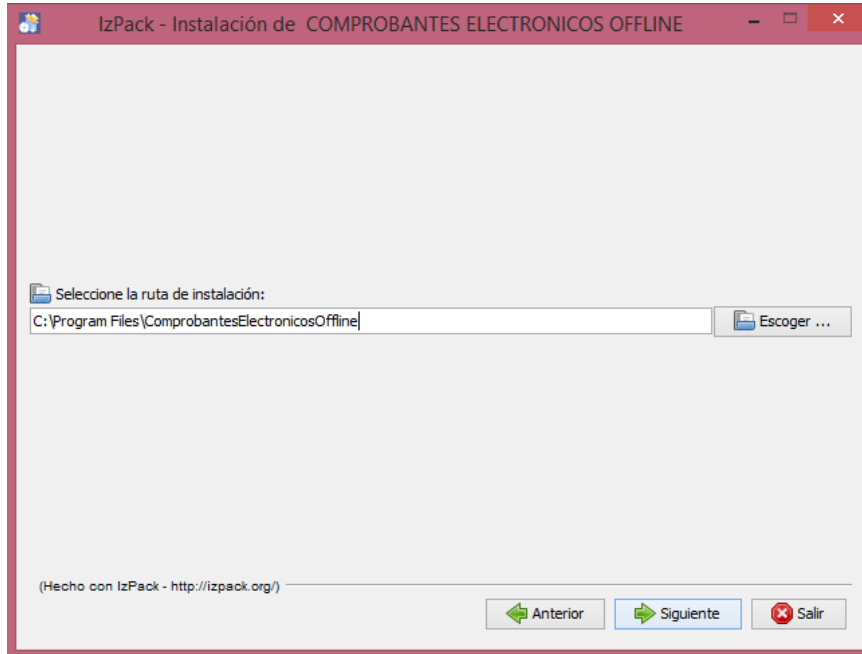 IzPack - Instalación de COMPROBANTES ELECTRONICOS OFFLINE
Seleccione la ruta de instalación:
C:\Program Files\ComprobantesElectronicosOffline
Escoger ...
(Hecho con IzPack - http://izpack.org/)
Anterior
Siguiente
Salir